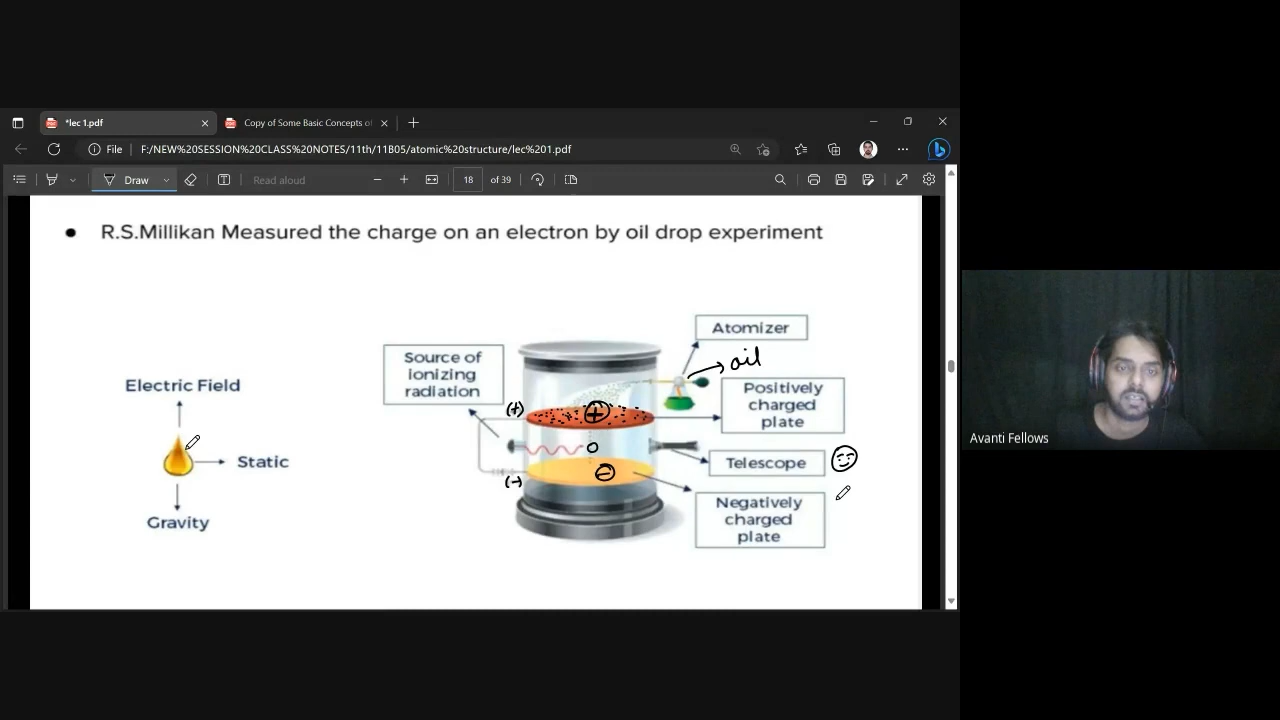 *lec 1.pdf
Copy of Some Basic Concepts of
File
F:/NEW%20SESSION%20CLASS%20NOTES/11th/11B05/atomic%20structure/lec%201.pdf
Draw
Read aloud
18
of 39
• R.S.Millikan Measured the charge on an electron by oil drop experiment
Atomizer
oil
Source of
ionizing
radiation
Electric Field
Positively
charged
plate
(+)
+
Static
Telescope
(-)
Negatively
charged
plate
Gravity
Avanti Fellows